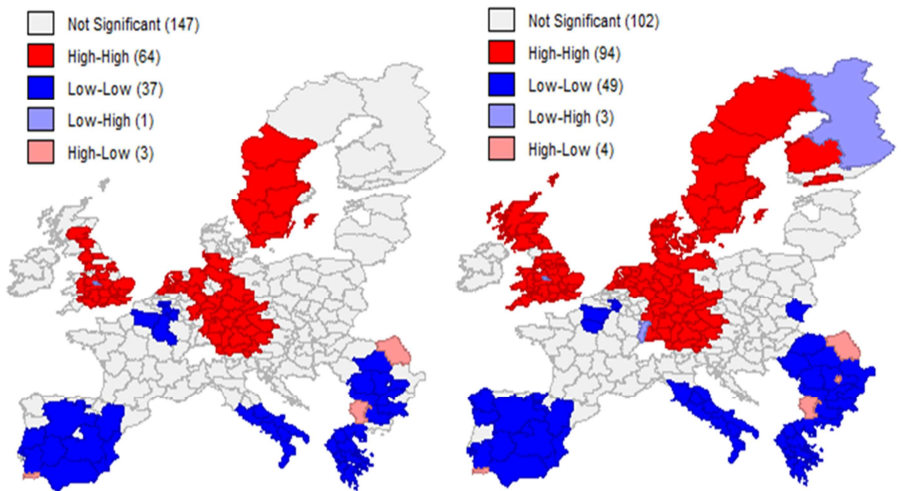 Not Significant (147)
High-High (64)
Low-Low (37)
Low-High (1)
High-Low (3)
Not Significant (102)
High-High (94)
Low-Low (49)
Low-High (3)
High-Low (4)